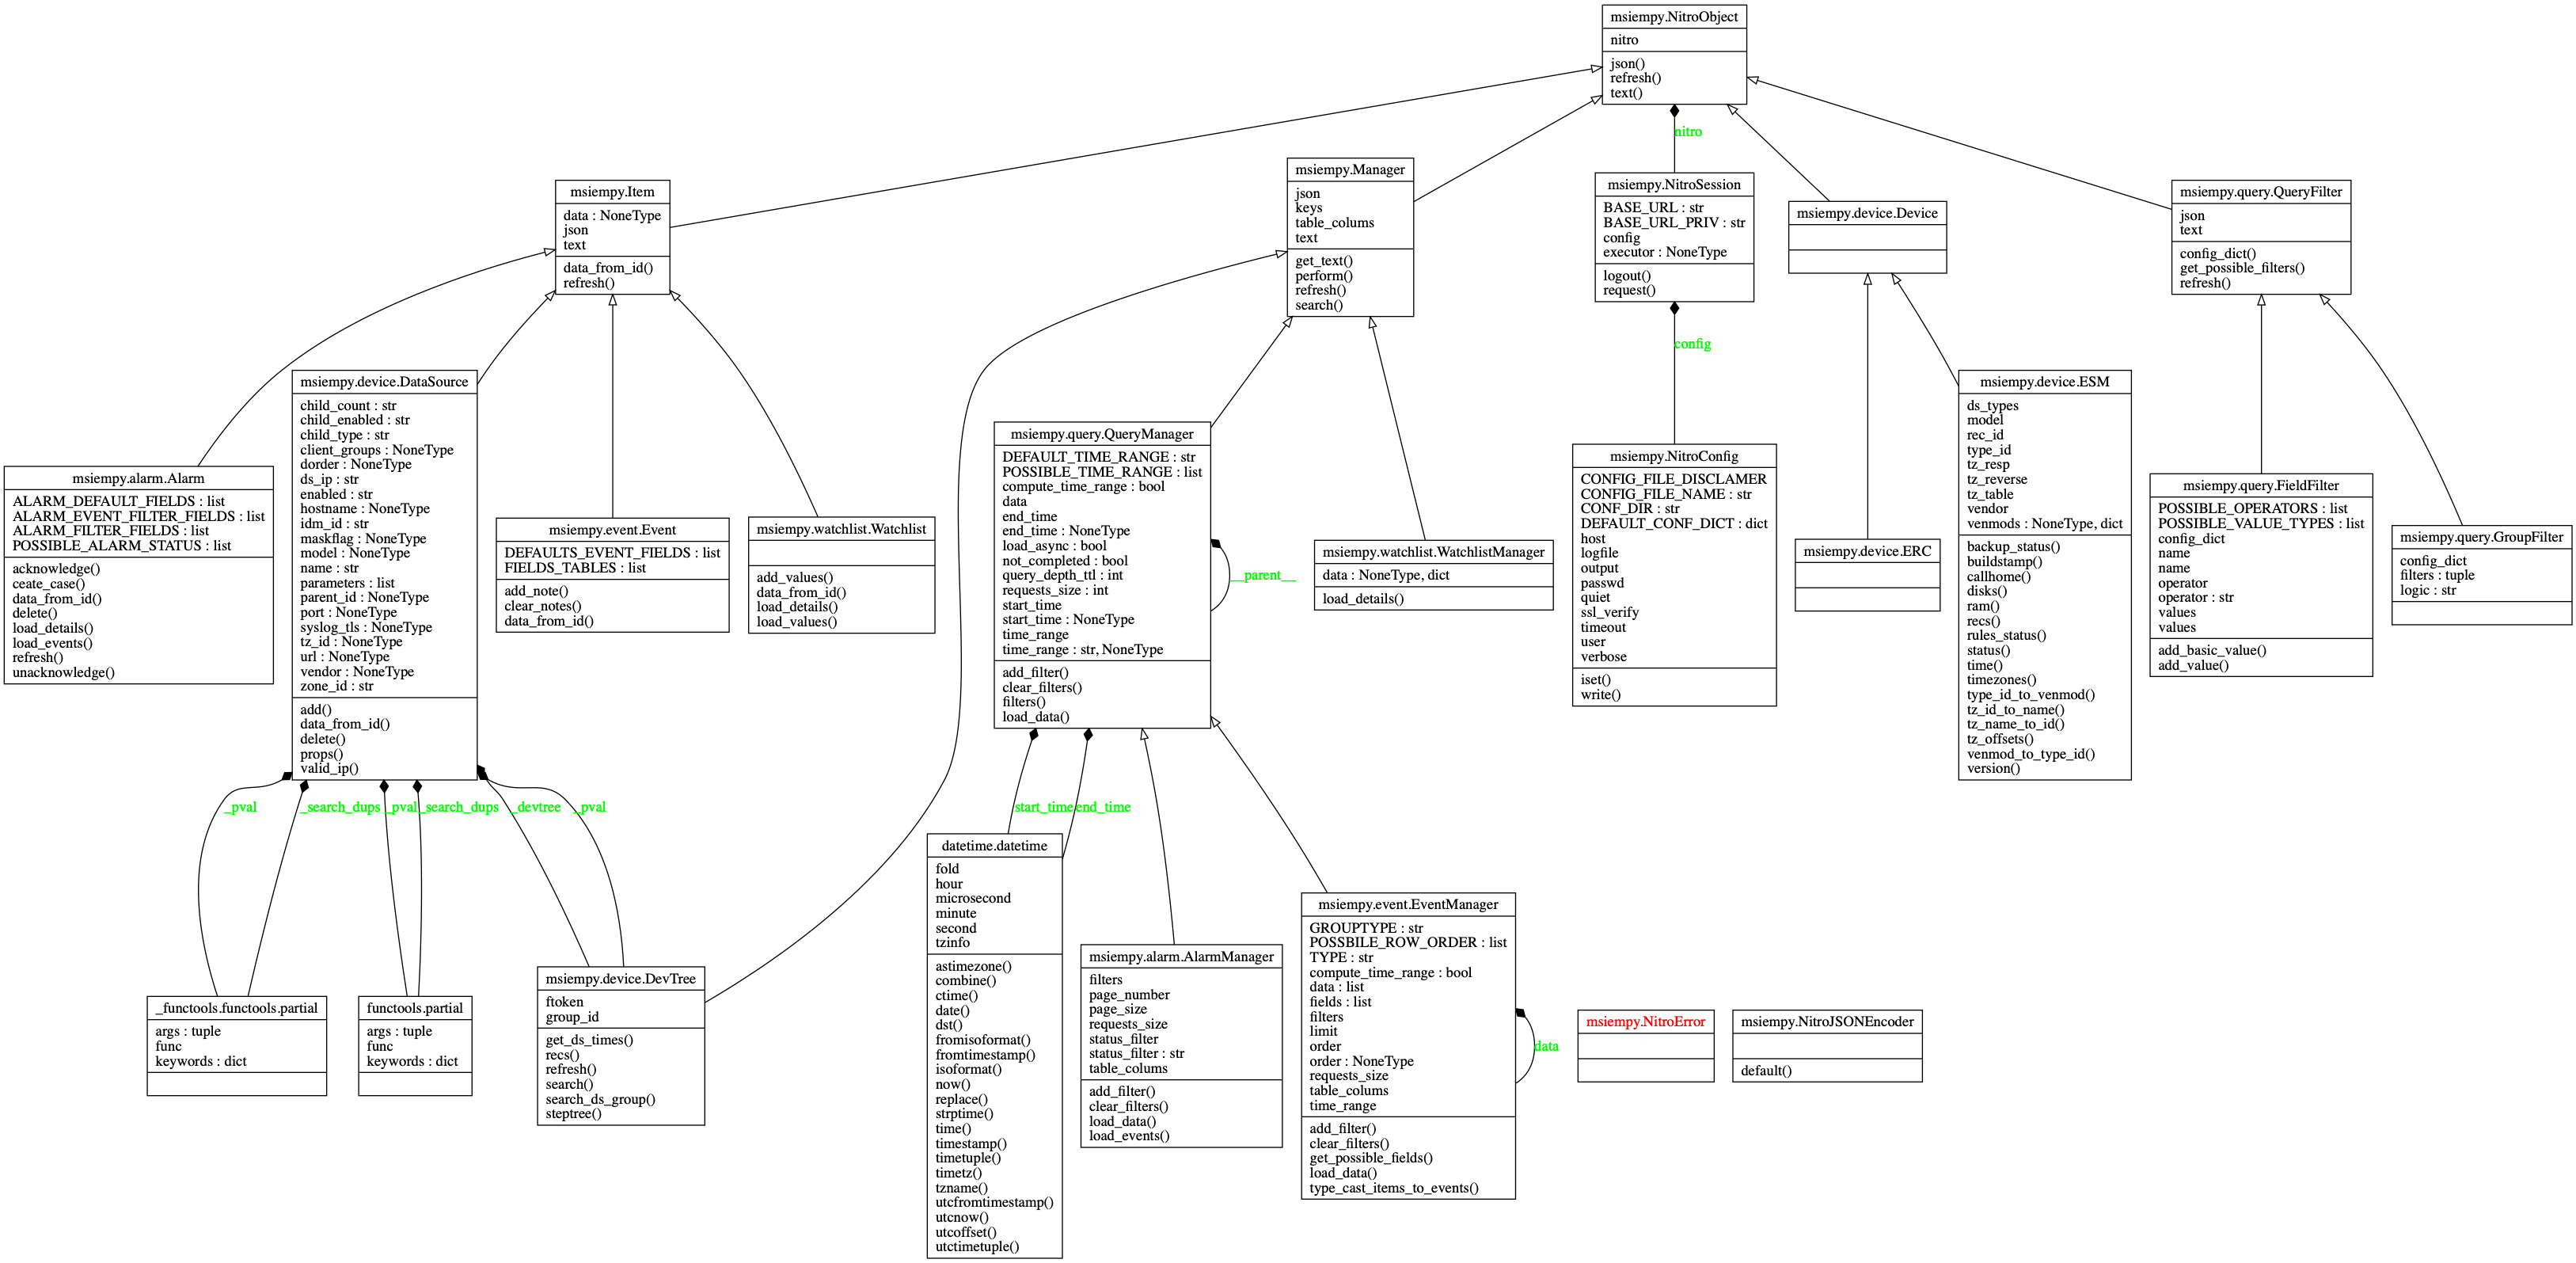 msiempy.NitroObject
nitro
json()
refresh()
text()
nitro
msiempy.Item
data : NoneType
json
text
data_from_id()
refresh()
msiempy.Manager
json
keys
table_colums
text
get_text()
perform()
refresh()
search()
msiempy.NitroSession
BASE_URL : str
BASE_URL_PRIV : str
config
executor : NoneType
logout()
request()
config
msiempy.device.Device
msiempy.query.QueryFilter
json
text
config_dict()
get_possible_filters()
refresh()
msiempy.alarm.Alarm
ALARM_DEFAULT_FIELDS : list
ALARM_EVENT_FILTER_FIELDS : list
ALARM_FILTER_FIELDS : list
POSSIBLE_ALARM_STATUS : list
acknowledge()
ceate_case()
data_from_id()
delete()
load_details()
load_events()
refresh()
unacknowledge()
msiempy.device.DataSource
child_count : str
child_enabled : str
child_type : str
client_groups : NoneType
dorder : NoneType
ds_ip : str
enabled : str
hostname : NoneType
idm_id : str
maskflag : NoneType
model : NoneType
name : str
parameters : list
parent_id : NoneType
port : NoneType
syslog_tls : NoneType
tz_id : NoneType
url : NoneType
vendor : NoneType
zone_id : str
add()
data_from_id()
delete()
props()
valid_ip()
msiempy.event.Event
DEFAULTS_EVENT_FIELDS : list
FIELDS_TABLES : list
add_note()
clear_notes()
data_from_id()
msiempy.watchlist.Watchlist
add_values()
data_from_id()
load_details()
load_values()
msiempy.query.QueryManager
DEFAULT_TIME_RANGE : str
POSSIBLE_TIME_RANGE : list
compute_time_range : bool
data
end_time
end_time : NoneType
load_async : bool
not_completed : bool
query_depth_ttl : int
requests_size : int
start_time
start_time : NoneType
time_range
time_range : str, NoneType
add_filter()
clear_filters()
filters()
load_data()
__parent__
msiempy.watchlist.WatchlistManager
data : NoneType, dict
load_details()
msiempy.NitroConfig
CONFIG_FILE_DISCLAMER
CONFIG_FILE_NAME : str
CONF_DIR : str
DEFAULT_CONF_DICT : dict
host
logfile
output
passwd
quiet
ssl_verify
timeout
user
verbose
iset()
write()
msiempy.device.ERC
msiempy.device.ESM
ds_types
model
rec_id
type_id
tz_resp
tz_reverse
tz_table
vendor
venmods : NoneType, dict
backup_status()
buildstamp()
callhome()
disks()
ram()
recs()
rules_status()
status()
time()
timezones()
type_id_to_venmod()
tz_id_to_name()
tz_name_to_id()
tz_offsets()
venmod_to_type_id()
version()
msiempy.query.FieldFilter
POSSIBLE_OPERATORS : list
POSSIBLE_VALUE_TYPES : list
config_dict
name
name
operator
operator : str
values
values
add_basic_value()
add_value()
msiempy.query.GroupFilter
config_dict
filters : tuple
logic : str
_pval
_search_dups
_pval
_search_dups
_devtree
_pval
start_time
end_time
_functools.functools.partial
args : tuple
func
keywords : dict
functools.partial
args : tuple
func
keywords : dict
msiempy.device.DevTree
ftoken
group_id
get_ds_times()
recs()
refresh()
search()
search_ds_group()
steptree()
datetime.datetime
fold
hour
microsecond
minute
second
tzinfo
astimezone()
combine()
ctime()
date()
dst()
fromisoformat()
fromtimestamp()
isoformat()
now()
replace()
strptime()
time()
timestamp()
timetuple()
timetz()
tzname()
utcfromtimestamp()
utcnow()
utcoffset()
utctimetuple()
msiempy.alarm.AlarmManager
filters
page_number
page_size
requests_size
status_filter
status_filter : str
table_colums
add_filter()
clear_filters()
load_data()
load_events()
msiempy.event.EventManager
GROUPTYPE : str
POSSBILE_ROW_ORDER : list
TYPE : str
compute_time_range : bool
data : list
fields : list
filters
limit
order
order : NoneType
requests_size
table_colums
time_range
add_filter()
clear_filters()
get_possible_fields()
load_data()
type_cast_items_to_events()
data
msiempy.NitroError
msiempy.NitroJSONEncoder
default()